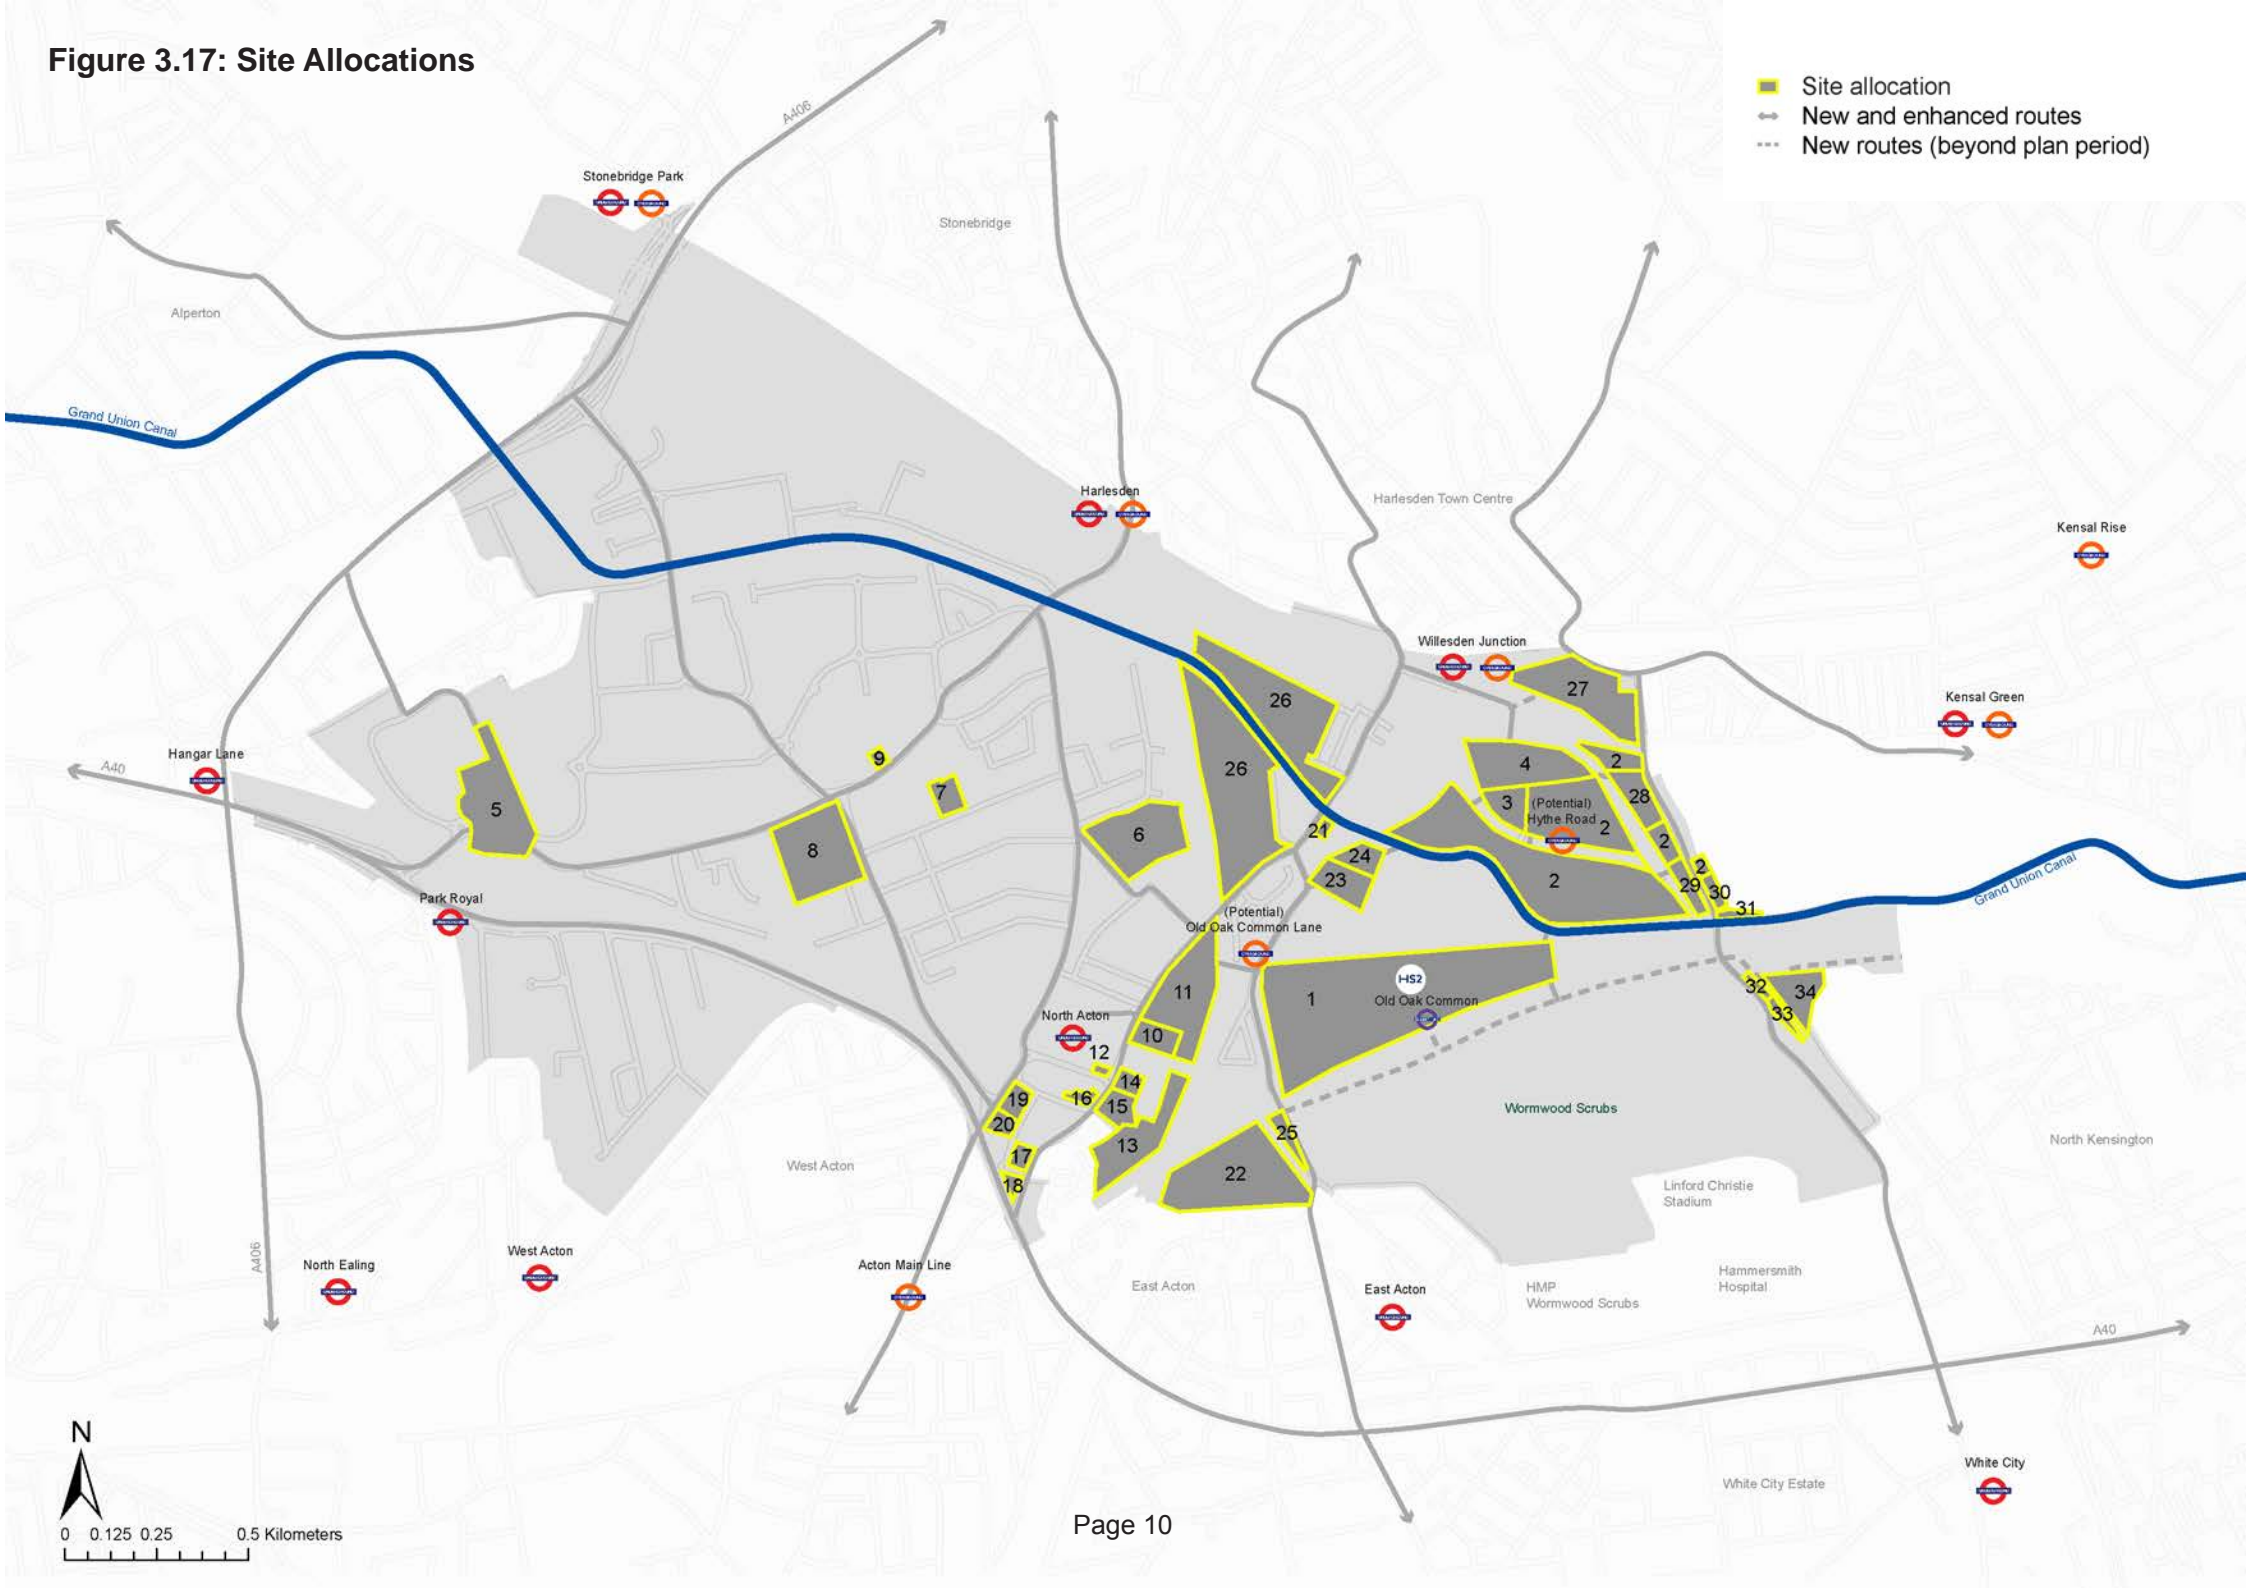 Figure 3.17: Site Allocations
Site allocation
New and enhanced routes
New routes (beyond plan period)
A406
Stonebridge Park
Stonebridge
Alperton
Grand Union Canal
Harlesden
Harlesden Town Centre
Kensal Rise
Willesden Junction
Kensal Green
27
26
26
Hangar Lane
A40
9
7
5
8
6
21
24
23
4
2
3
(Potential)
Hythe Road
2
28
2
2
2
29
30
31
Grand Union Canal
Park Royal
(Potential)
Old Oak Common Lane
HS2
Old Oak Common
1
11
10
North Acton
12
14
15
16
13
19
20
17
18
32
33
34
22
25
Wormwood Scrubs
North Kensington
West Acton
Linford Christie
Stadium
A406
North Ealing
West Acton
Acton Main Line
East Acton
East Acton
HMP
Wormwood Scrubs
Hammersmith
Hospital
A40
White City
White City Estate
N
0 0.125 0.25 0.5 Kilometers
Page 10